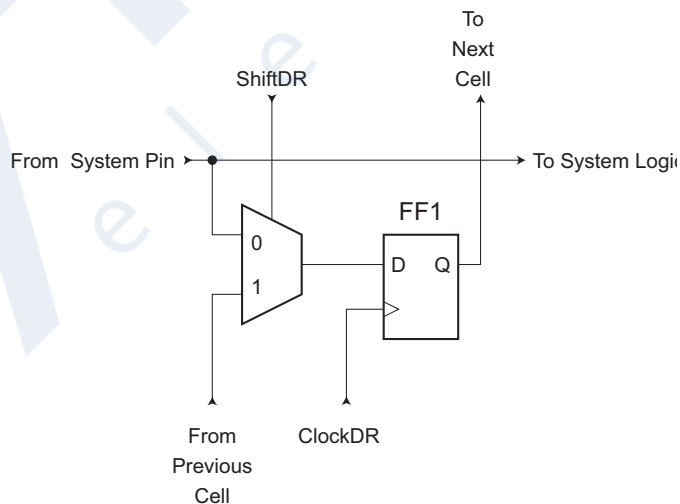 To
Next
Cell
ShiftDR
From System Pin
To System Logic
FF1
0
D Q
1
From
Previous
Cell
ClockDR